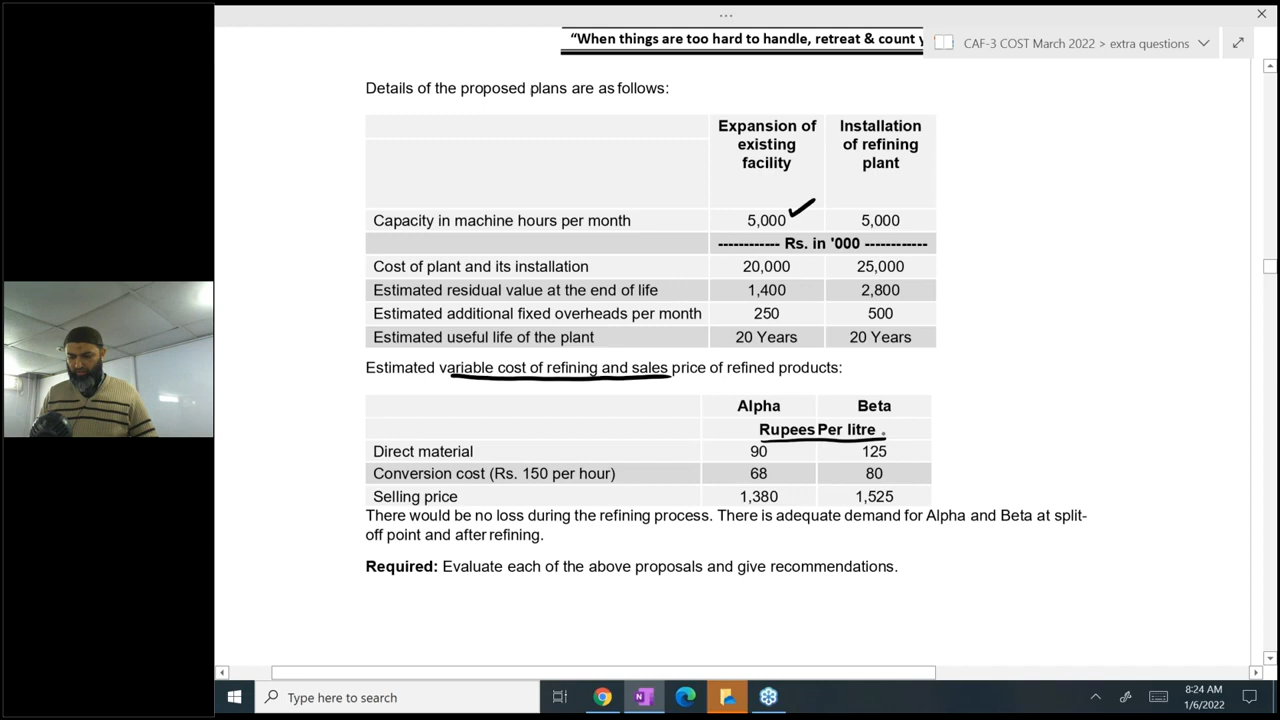 “When things are too hard to handle, retreat & count y
CAF-3 COST March 2022 > extra questions
Details of the proposed plans are as follows:
Expansion of existing facility Installation of refining plant
Capacity in machine hours per month 5,000 5,000
------------ Rs. in '000 ------------
Cost of plant and its installation 20,000 25,000
Estimated residual value at the end of life 1,400 2,800
Estimated additional fixed overheads per month 250 500
Estimated useful life of the plant 20 Years 20 Years
Estimated variable cost of refining and sales price of refined products:
Alpha Beta
Rupees Per litre
Direct material 90 125
Conversion cost (Rs. 150 per hour) 68 80
Selling price 1,380 1,525
There would be no loss during the refining process. There is adequate demand for Alpha and Beta at split-
off point and after refining.
Required: Evaluate each of the above proposals and give recommendations.
Type here to search
8:24 AM
1/6/2022